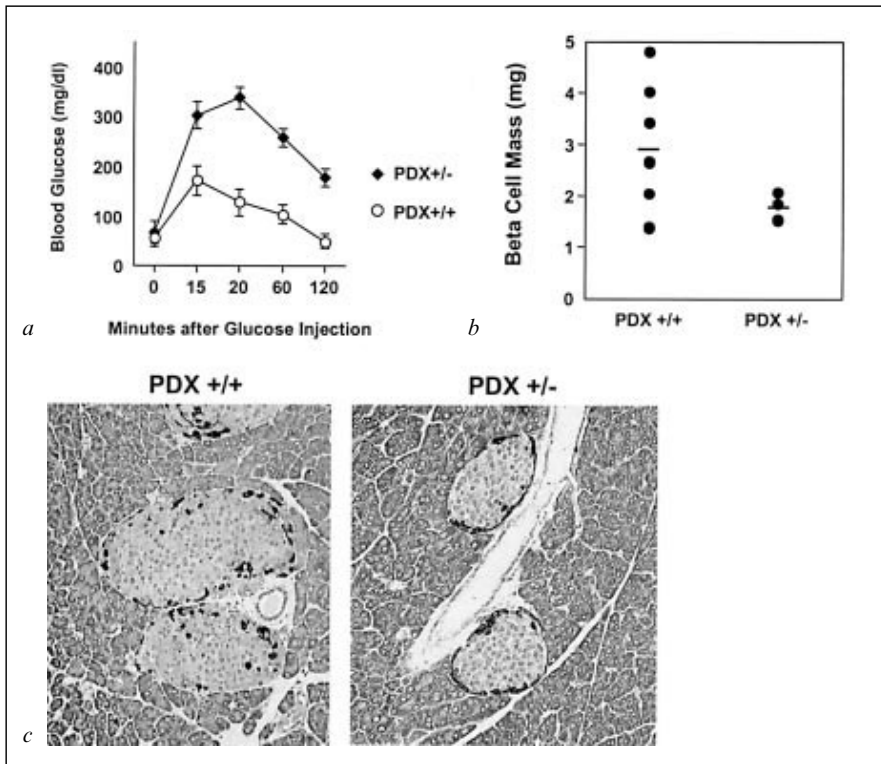 Blood Glucose (mg/dl)
400
300
200
100
0
0 15 20 60 120
Minutes after Glucose Injection
PDX+/-
PDX+/+
a
Beta Cell Mass (mg)
5
4
3
2
1
0
PDX +/+ PDX +/-
b
PDX +/+ PDX +/-
c